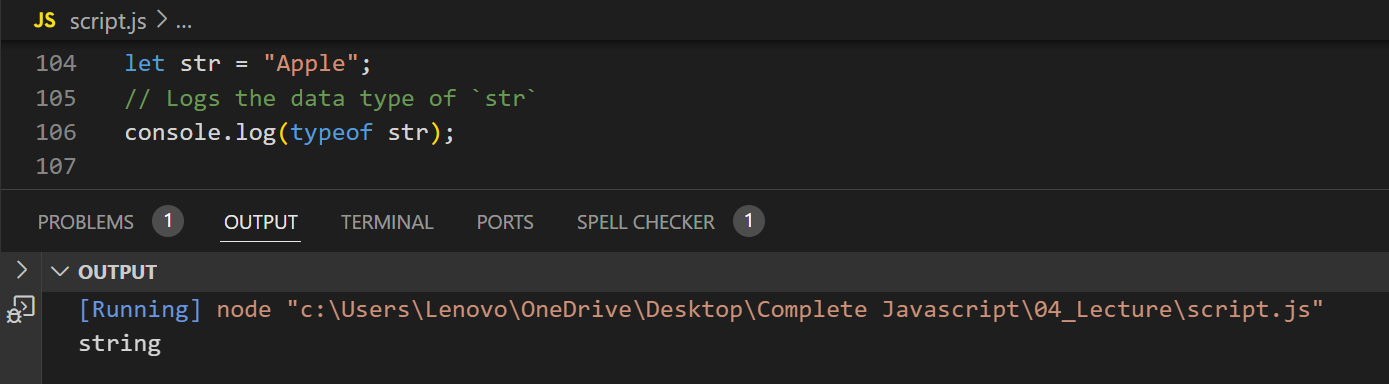 JS script.js > ...
104 let str = "Apple";
105 // Logs the data type of `str`
106 console.log(typeof str);
107
PROBLEMS 1 OUTPUT TERMINAL PORTS SPELL CHECKER 1
OUTPUT
[Running] node "c:\Users\Lenovo\OneDrive\Desktop\Complete Javascript\04_Lecture\script.js"
string